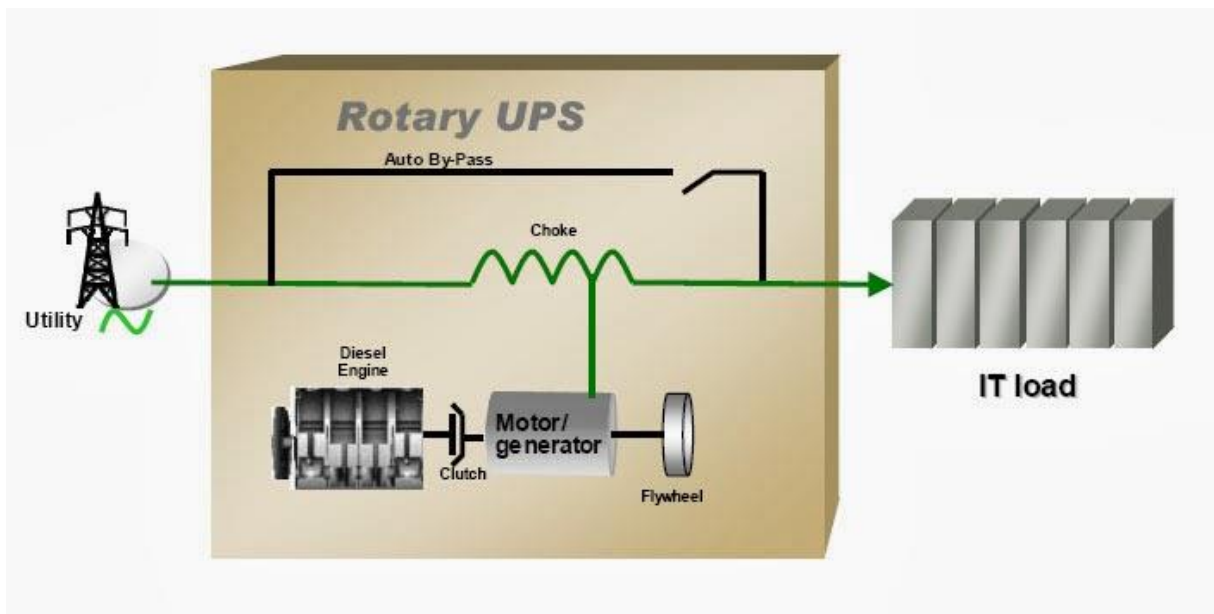 Rotary UPS
Auto By-Pass
Choke
Utility
Diesel
Engine
Motor/
generator
Clutch
Flywheel
IT load